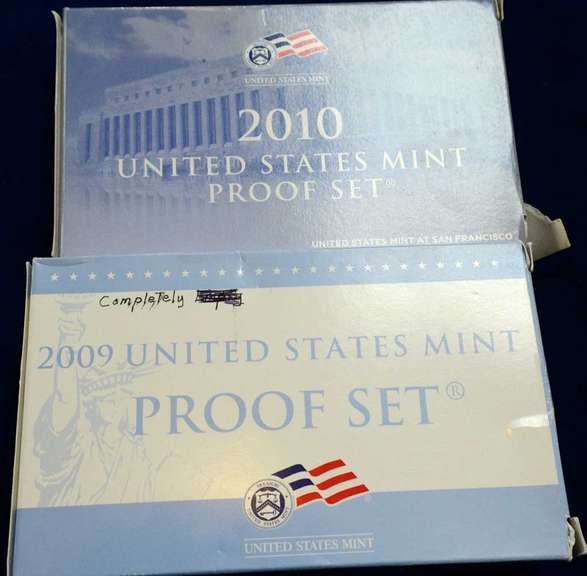 UNITED STATES MINT
2010
UNITED STATES MINT
PROOF SET®
UNITED STATES MINT AT SAN FRANCISCO
Completely
2009 UNITED STATES MINT
PROOF SET®
UNITED STATES MINT